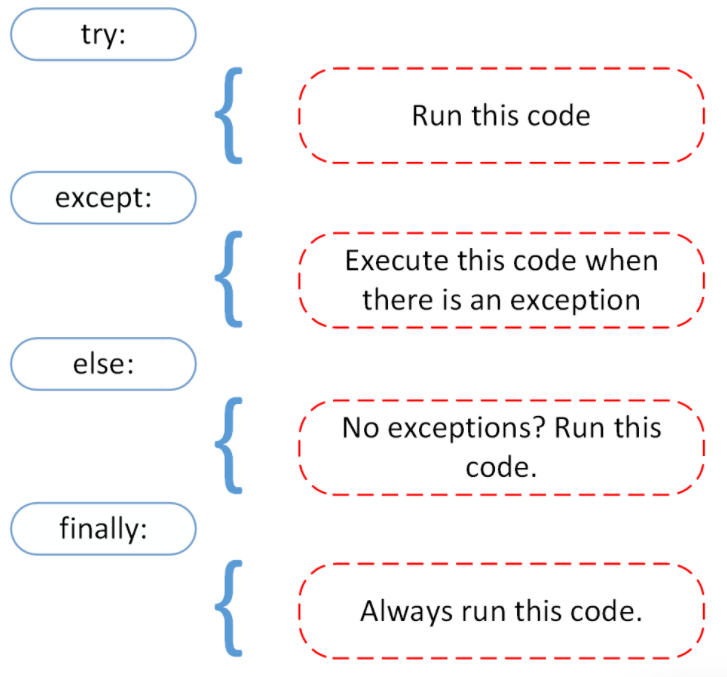 try:
Run this code
except:
Execute this code when
there is an exception
else:
No exceptions? Run this
code.
finally:
Always run this code.